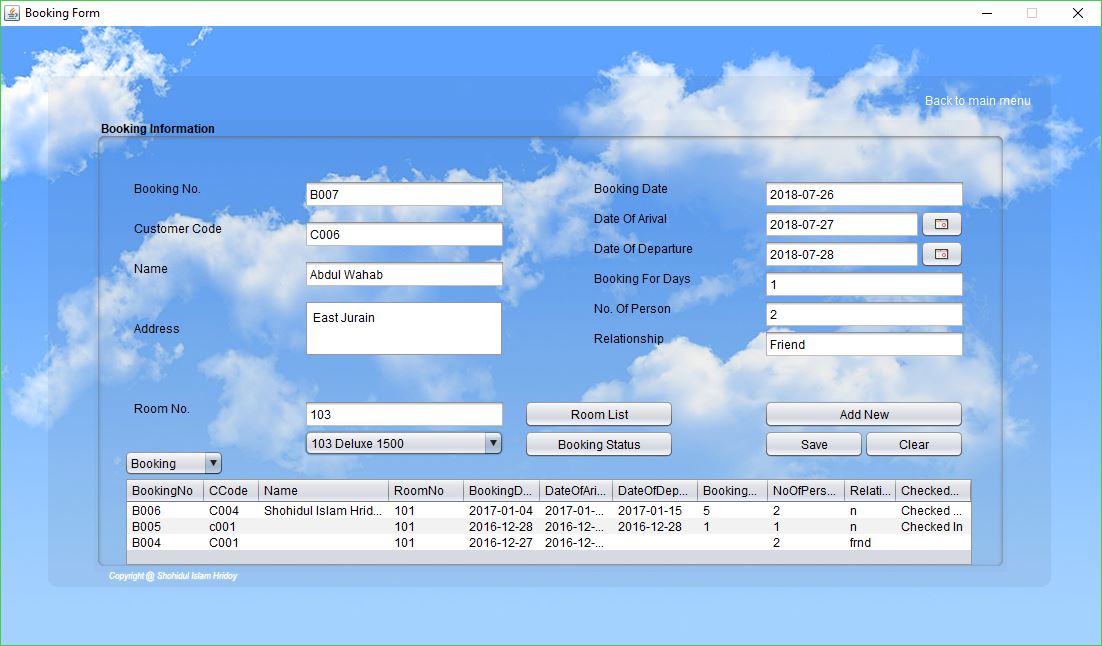 Booking Form
Back to main menu
Booking Information
Booking No. B007 Booking Date 2018-07-26
Customer Code C006 Date Of Arival 2018-07-27
Name Abdul Wahab Date Of Departure 2018-07-28
Booking For Days 1
Address East Jurain No. Of Person 2
Relationship Friend
Room No. 103 Room List Add New
103 Deluxe 1500 Booking Status Save Clear
Booking
BookingNo CCode Name RoomNo BookingD... DateOfAri... DateOfDep... Booking... NoOfPers... Relati... Checked...
B006 C004 Shohidul Islam Hrid... 101 2017-01-04 2017-01-... 2017-01-15 5 2 n Checked ...
B005 c001 101 2016-12-28 2016-12-... 2016-12-28 1 1 n Checked In
B004 C001 101 2016-12-27 2016-12-... 2 frnd
Copyright @ Shohidul Islam Hridoy